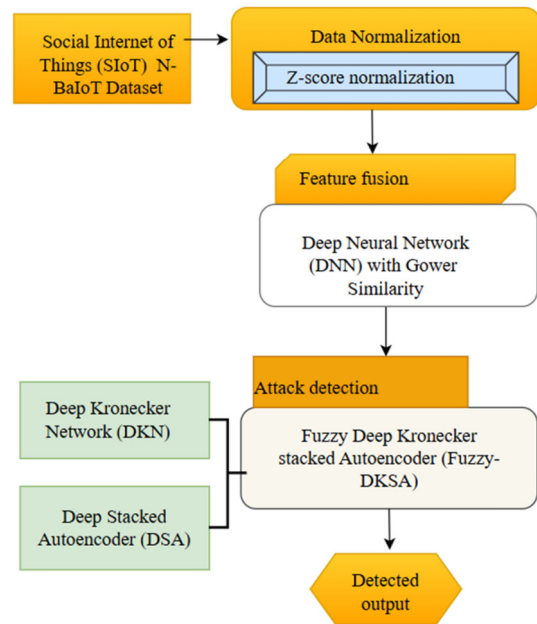 Social Internet of
Things (SIoT) N-
BaIoT Dataset
Data Normalization
Z-score normalization
Feature fusion
Deep Neural Network
(DNN) with Gower
Similarity
Attack detection
Deep Kronecker
Network (DKN)
Fuzzy Deep Kronecker
stacked Autoencoder (Fuzzy-
DKSA)
Deep Stacked
Autoencoder (DSA)
Detected
output